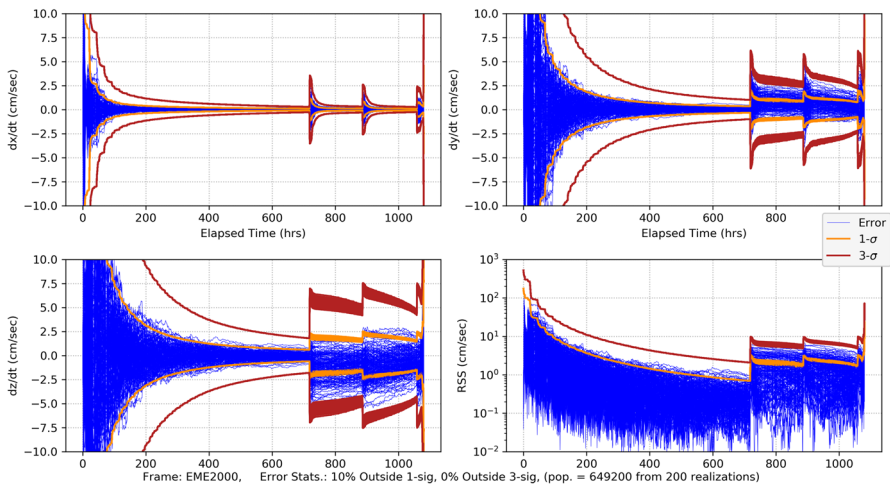 10.0
7.5
5.0
2.5
0.0
−2.5
−5.0
−7.5
−10.0
dx/dt (cm/sec)
0 200 400 600 800 1000
Elapsed Time (hrs)
10.0
7.5
5.0
2.5
0.0
−2.5
−5.0
−7.5
−10.0
dy/dt (cm/sec)
0 200 400 600 800 1000
Elapsed Time (hrs)
Error
1-σ
3-σ
10.0
7.5
5.0
2.5
0.0
−2.5
−5.0
−7.5
−10.0
dz/dt (cm/sec)
0 200 400 600 800 1000
10³
10²
10¹
10⁰
10⁻¹
10⁻²
RSS (cm/sec)
0 200 400 600 800 1000
Frame: EME2000, Error Stats.: 10% Outside 1-sig, 0% Outside 3-sig, (pop. = 649200 from 200 realizations)